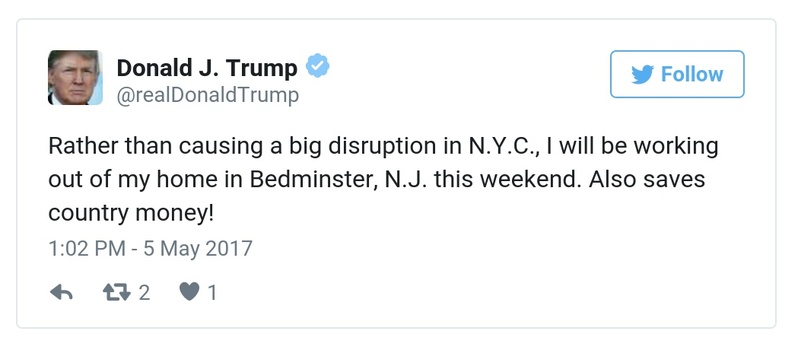 Donald J. Trump
@realDonaldTrump
Follow
Rather than causing a big disruption in N.Y.C., I will be working
out of my home in Bedminster, N.J. this weekend. Also saves
country money!
1:02 PM - 5 May 2017
2
1